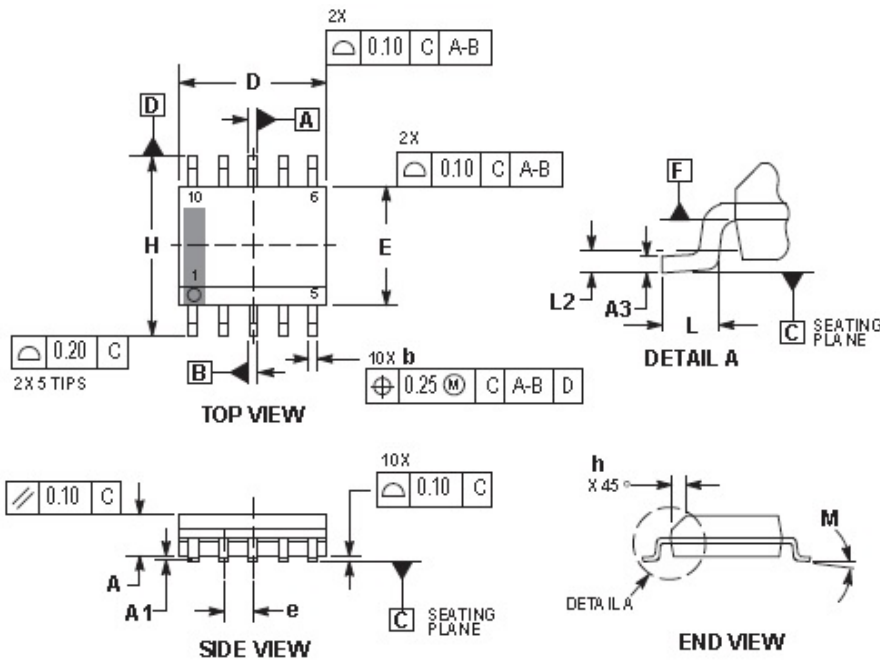 2X
⌓ 0.10 C A-B
D
D
A
2X
⌓ 0.10 C A-B
10
6
F
H
E
1
5
L2
A3
L
C SEATING PLANE
DETAIL A
⌓ 0.20 C
2X 5 TIPS
B
10X b
⌖ 0.25 Ⓜ C A-B D
TOP VIEW
10X
⌓ 0.10 C
⫽ 0.10 C
h
X 45°
M
A
A1
e
C SEATING PLANE
DETAIL A
SIDE VIEW
END VIEW